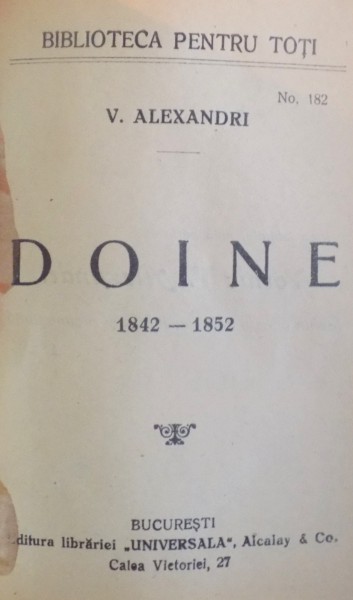 BIBLIOTECA PENTRU TOȚI
No. 182
V. ALEXANDRI
DOINE
1842 — 1852
BUCUREȘTI
ditura librăriei „UNIVERSALA", Alcalay & Co.
Calea Victoriei, 27